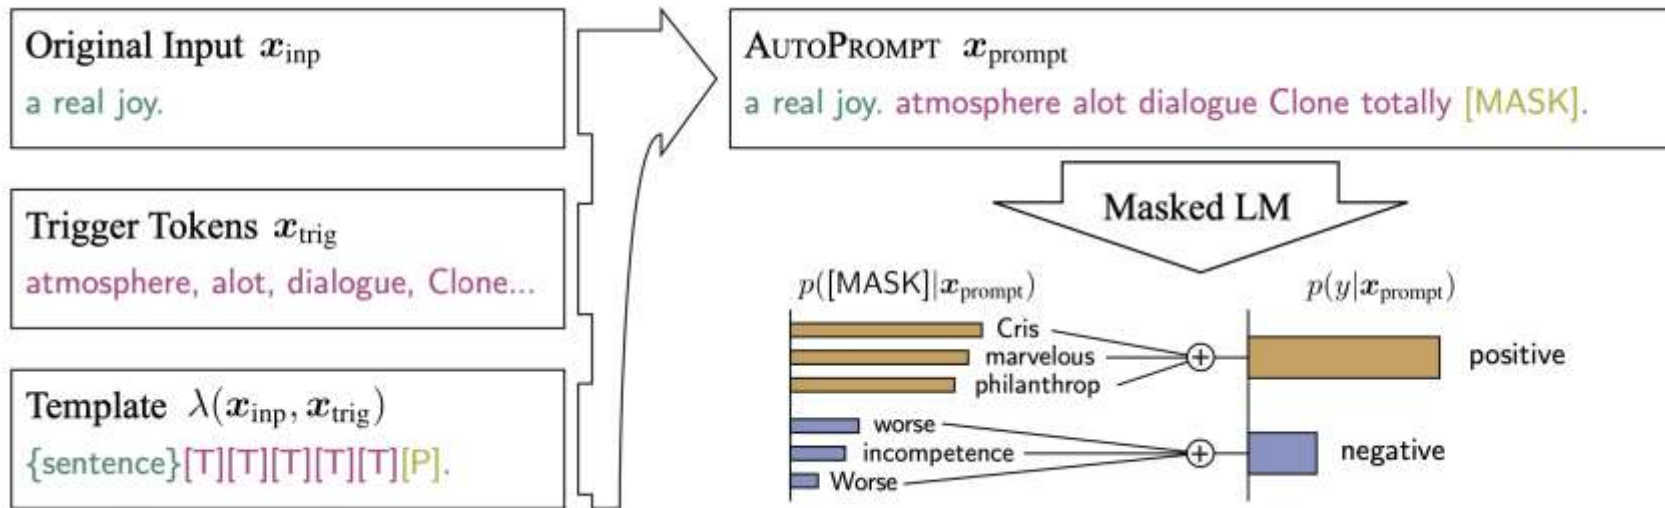 Original Input x_inp
a real joy.
Trigger Tokens x_trig
atmosphere, alot, dialogue, Clone...
Template λ(x_inp, x_trig)
{sentence}[T][T][T][T][T][P].
AUTOPROMPT x_prompt
a real joy. atmosphere alot dialogue Clone totally [MASK].
Masked LM
p([MASK]|x_prompt)
Cris
marvelous
philanthrop
worse
incompetence
Worse
p(y|x_prompt)
positive
negative